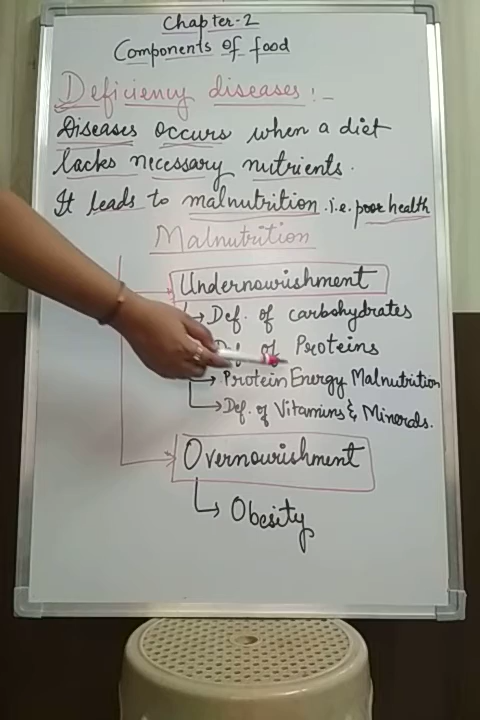 Chapter-2
Components of food
Deficiency diseases :-
Diseases occurs when a diet
lacks necessary nutrients.
It leads to malnutrition .i.e. poor health
Malnutrition
Undernourishment
→ Def. of carbohydrates
Def. of Proteins
→ Protein Energy Malnutrition
→ Def. of Vitamins & Minerals.
Overnourishment
→ Obesity